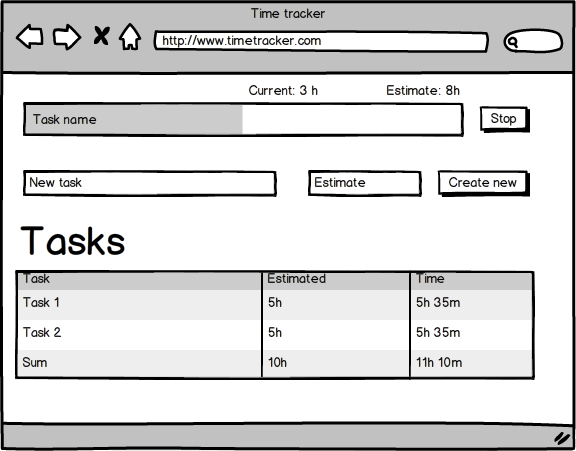 Time tracker
http://www.timetracker.com
Current: 3 h Estimate: 8h
Task name Stop
New task Estimate Create new
Tasks
Task Estimated Time
Task 1 5h 5h 35m
Task 2 5h 5h 35m
Sum 10h 11h 10m